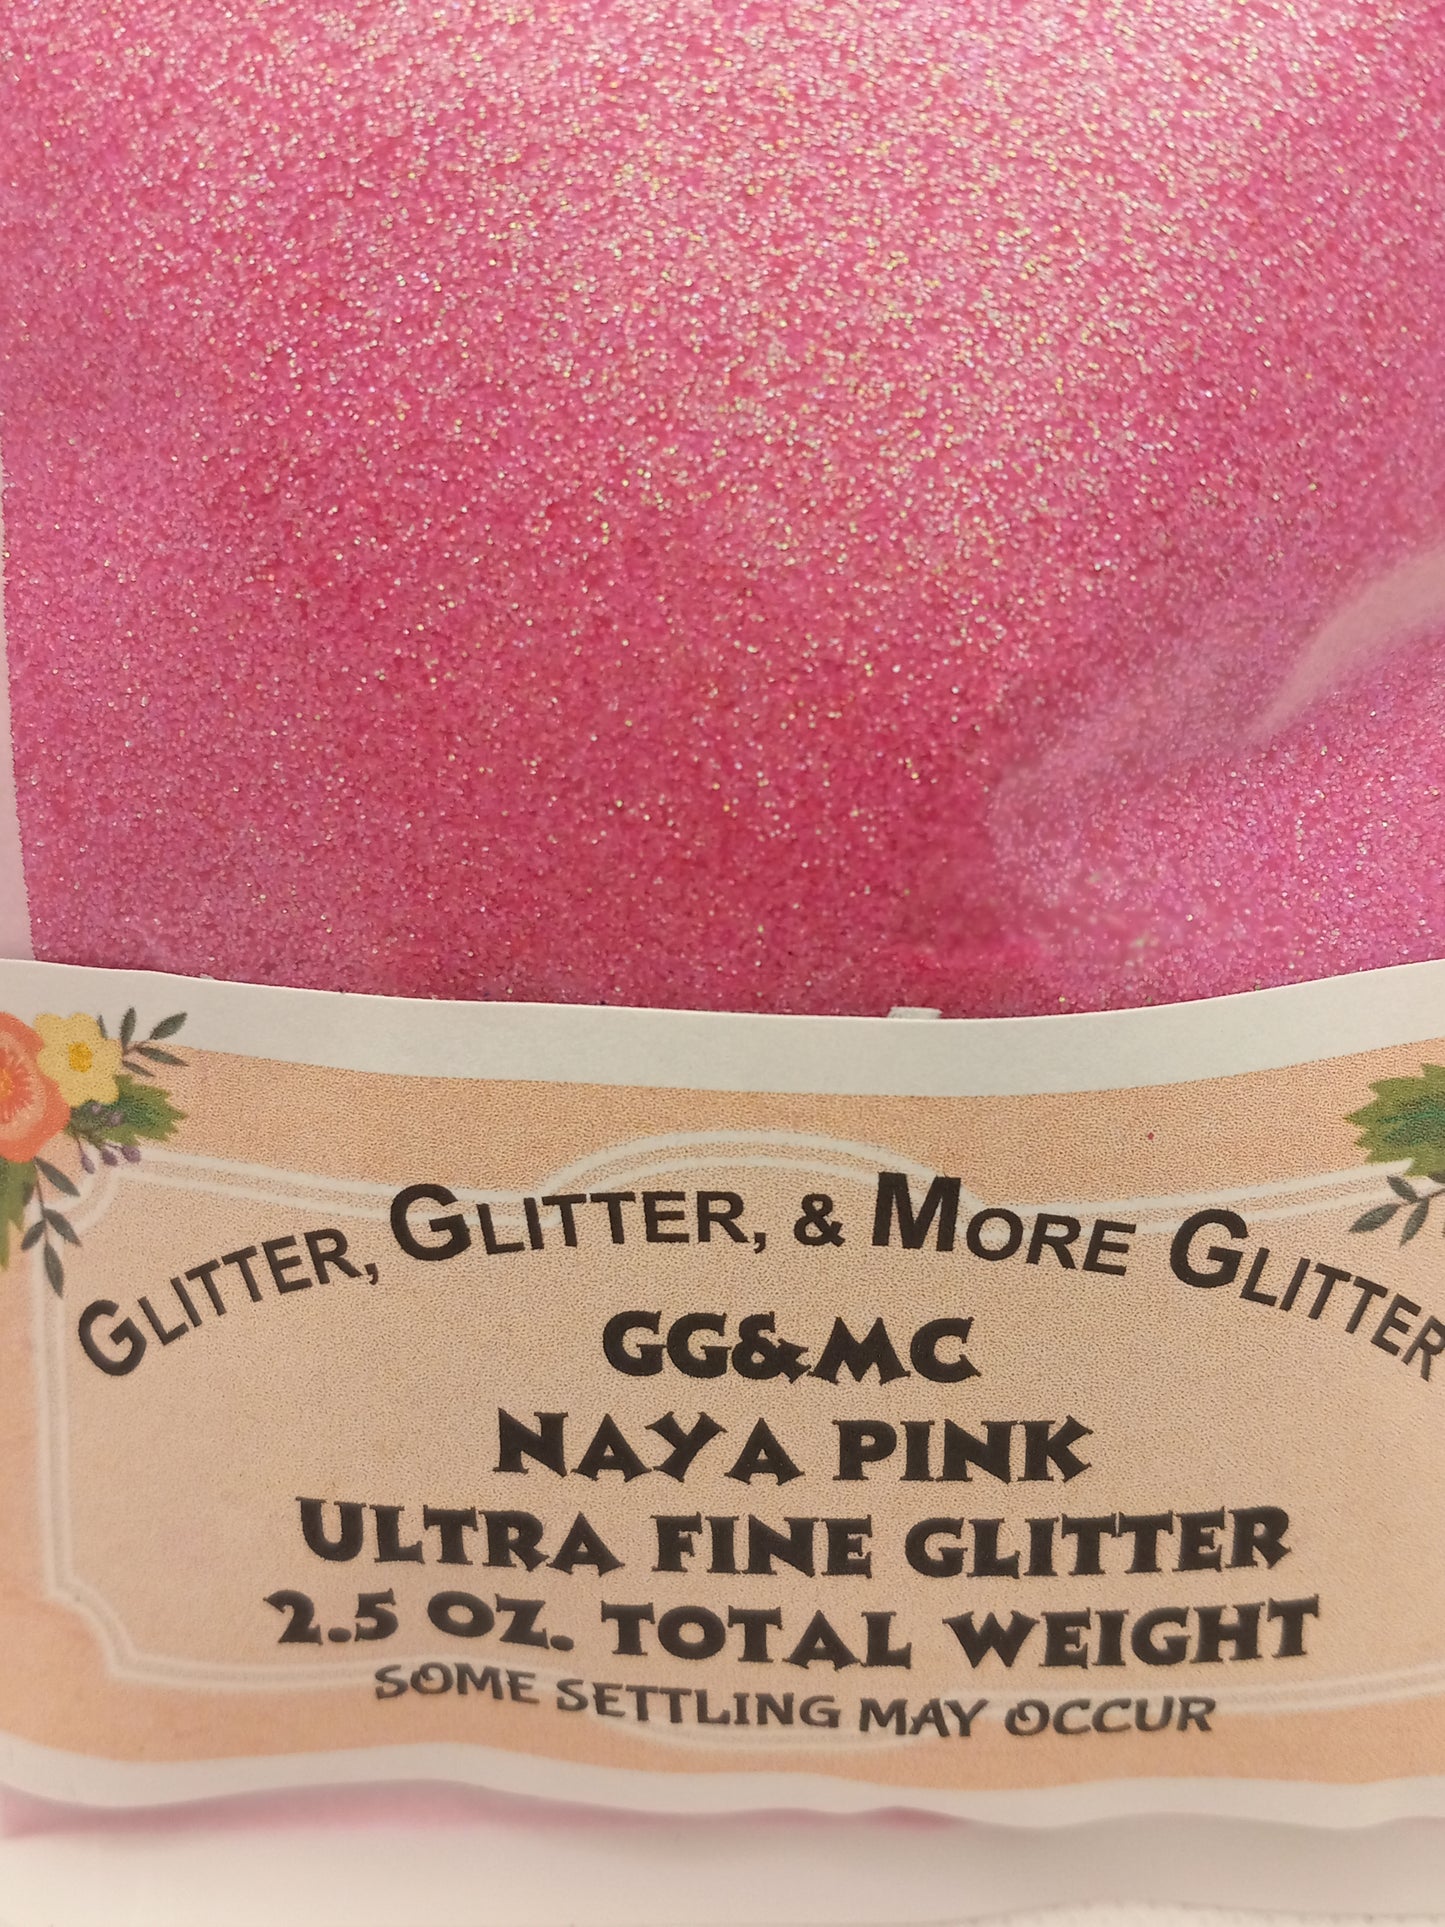 GLITTER, GLITTER, & MORE GLITTER
GG&MC
NAYA PINK
ULTRA FINE GLITTER
2.5 OZ. TOTAL WEIGHT
SOME SETTLING MAY OCCUR